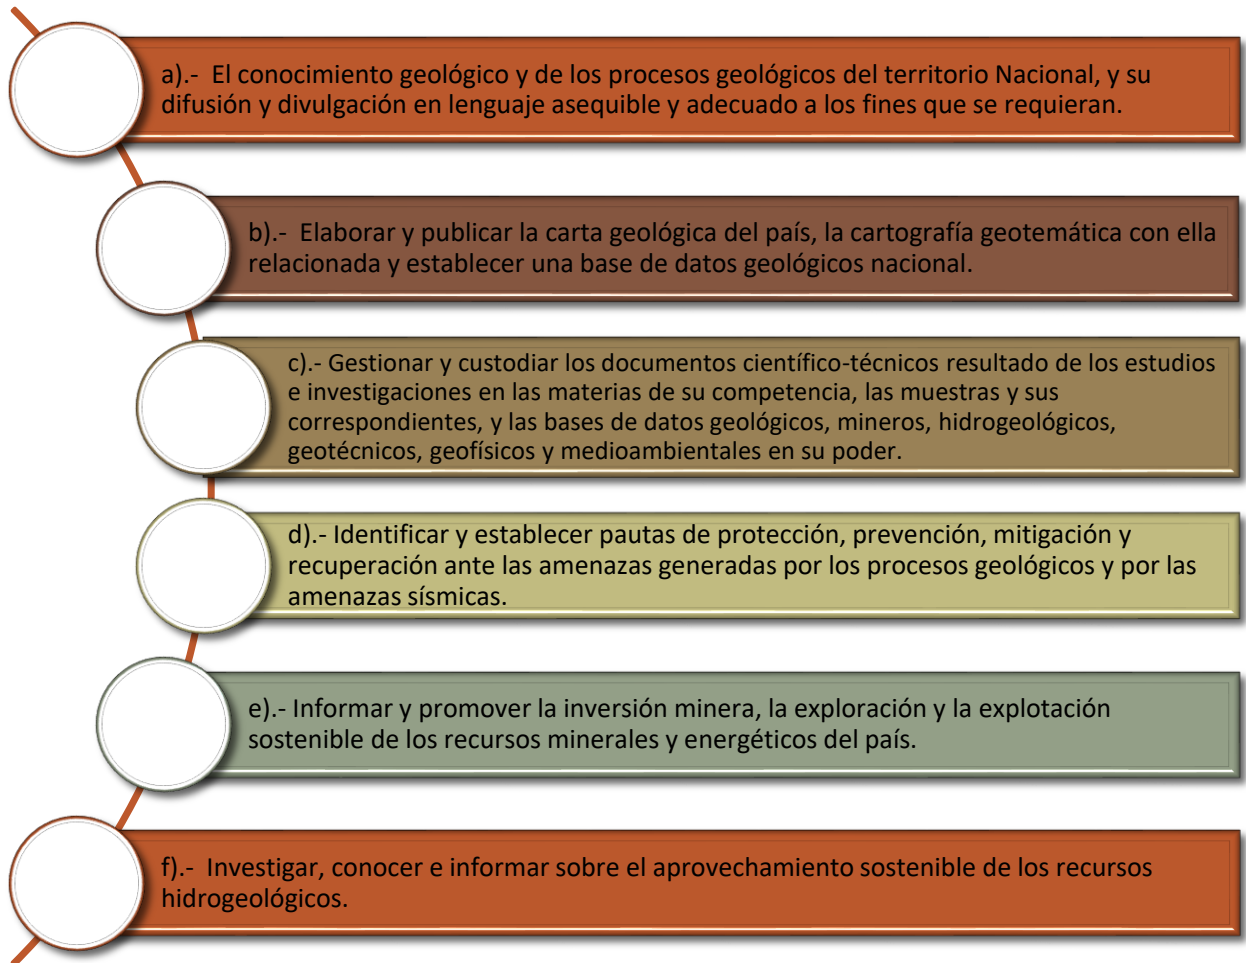 a).- El conocimiento geológico y de los procesos geológicos del territorio Nacional, y su
difusión y divulgación en lenguaje asequible y adecuado a los fines que se requieran.
b).- Elaborar y publicar la carta geológica del país, la cartografía geotemática con ella
relacionada y establecer una base de datos geológicos nacional.
c).- Gestionar y custodiar los documentos científico-técnicos resultado de los estudios
e investigaciones en las materias de su competencia, las muestras y sus
correspondientes, y las bases de datos geológicos, mineros, hidrogeológicos,
geotécnicos, geofísicos y medioambientales en su poder.
d).- Identificar y establecer pautas de protección, prevención, mitigación y
recuperación ante las amenazas generadas por los procesos geológicos y por las
amenazas sísmicas.
e).- Informar y promover la inversión minera, la exploración y la explotación
sostenible de los recursos minerales y energéticos del país.
f).- Investigar, conocer e informar sobre el aprovechamiento sostenible de los recursos
hidrogeológicos.